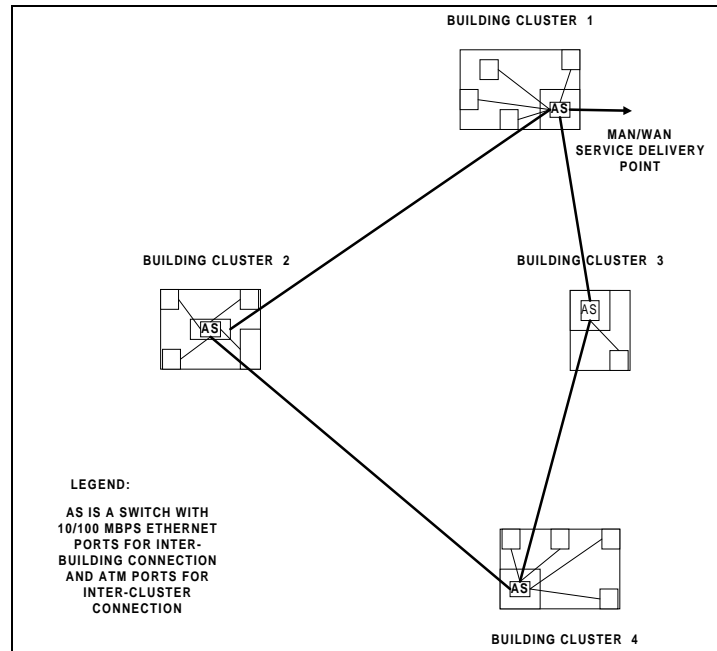 BUILDING CLUSTER 1
AS
MAN/WAN
SERVICE DELIVERY
POINT
BUILDING CLUSTER 2
BUILDING CLUSTER 3
AS
AS
LEGEND:
AS IS A SWITCH WITH
10/100 MBPS ETHERNET
PORTS FOR INTER-
BUILDING CONNECTION
AND ATM PORTS FOR
INTER-CLUSTER
CONNECTION
AS
BUILDING CLUSTER 4